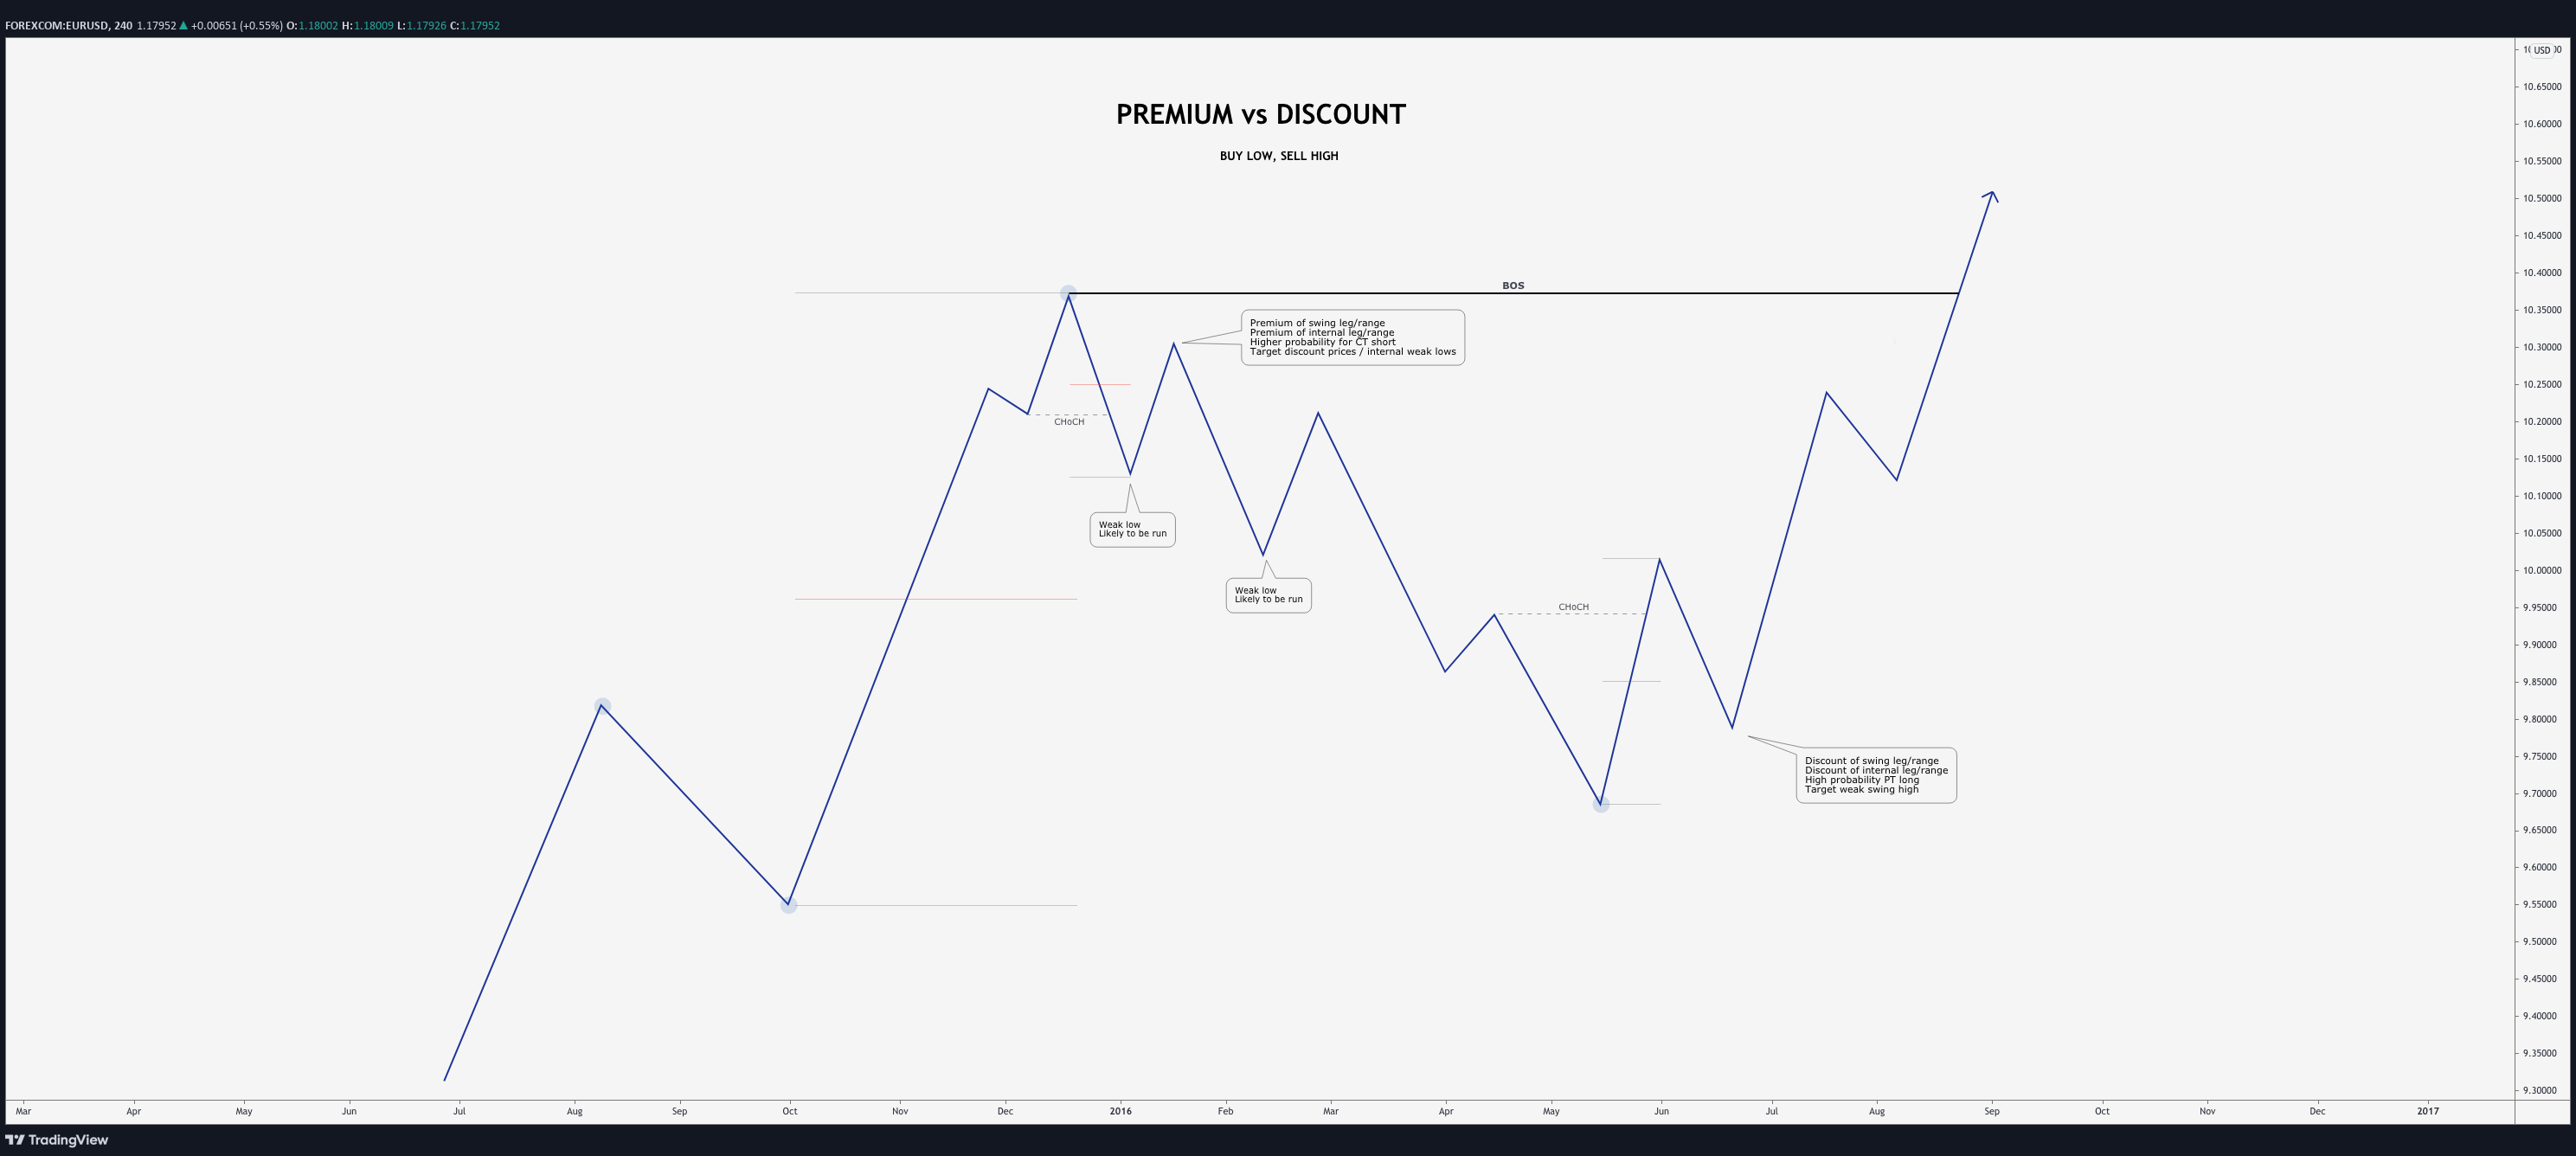 FOREXCOM:EURUSD, 240 1.17952 ▲ +0.00651 (+0.55%) O:1.18002 H:1.18009 L:1.17926 C:1.17952
USD
10.65000
PREMIUM vs DISCOUNT
10.60000
BUY LOW, SELL HIGH
10.55000
10.50000
10.45000
10.40000
BOS
10.35000
Premium of swing leg/range
Premium of internal leg/range
Higher probability for CT short
Target discount prices / internal weak lows
10.30000
10.25000
CHoCH
10.20000
10.15000
10.10000
Weak low
Likely to be run
10.05000
10.00000
Weak low
Likely to be run
CHoCH
9.95000
9.90000
9.85000
9.80000
9.75000
Discount of swing leg/range
Discount of internal leg/range
High probability PT long
Target weak swing high
9.70000
9.65000
9.60000
9.55000
9.50000
9.45000
9.40000
9.35000
9.30000
Mar Apr May Jun Jul Aug Sep Oct Nov Dec 2016 Feb Mar Apr May Jun Jul Aug Sep Oct Nov Dec 2017
TradingView